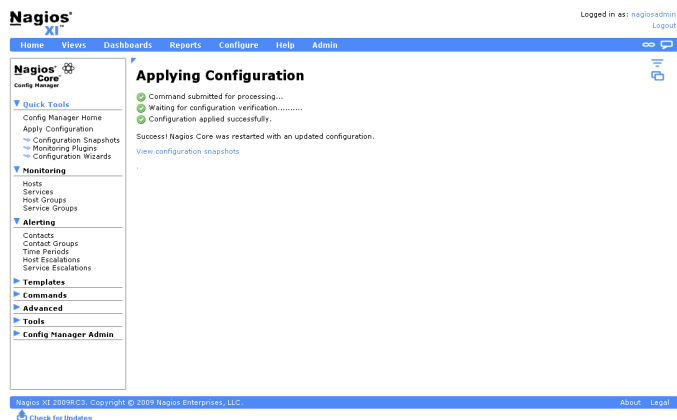 Nagios®
XI™
Logged in as: nagiosadmin
Logout
Home Views Dashboards Reports Configure Help Admin
Nagios®
Core™
Config Manager
Quick Tools
Config Manager Home
Apply Configuration
Configuration Snapshots
Monitoring Plugins
Configuration Wizards
Monitoring
Hosts
Services
Host Groups
Service Groups
Alerting
Contacts
Contact Groups
Time Periods
Host Escalations
Service Escalations
Templates
Commands
Advanced
Tools
Config Manager Admin
Applying Configuration
Command submitted for processing...
Waiting for configuration verification..........
Configuration applied successfully.
Success! Nagios Core was restarted with an updated configuration.
View configuration snapshots
.
Nagios XI 2009RC3. Copyright © 2009 Nagios Enterprises, LLC.
About Legal
Check for Updates